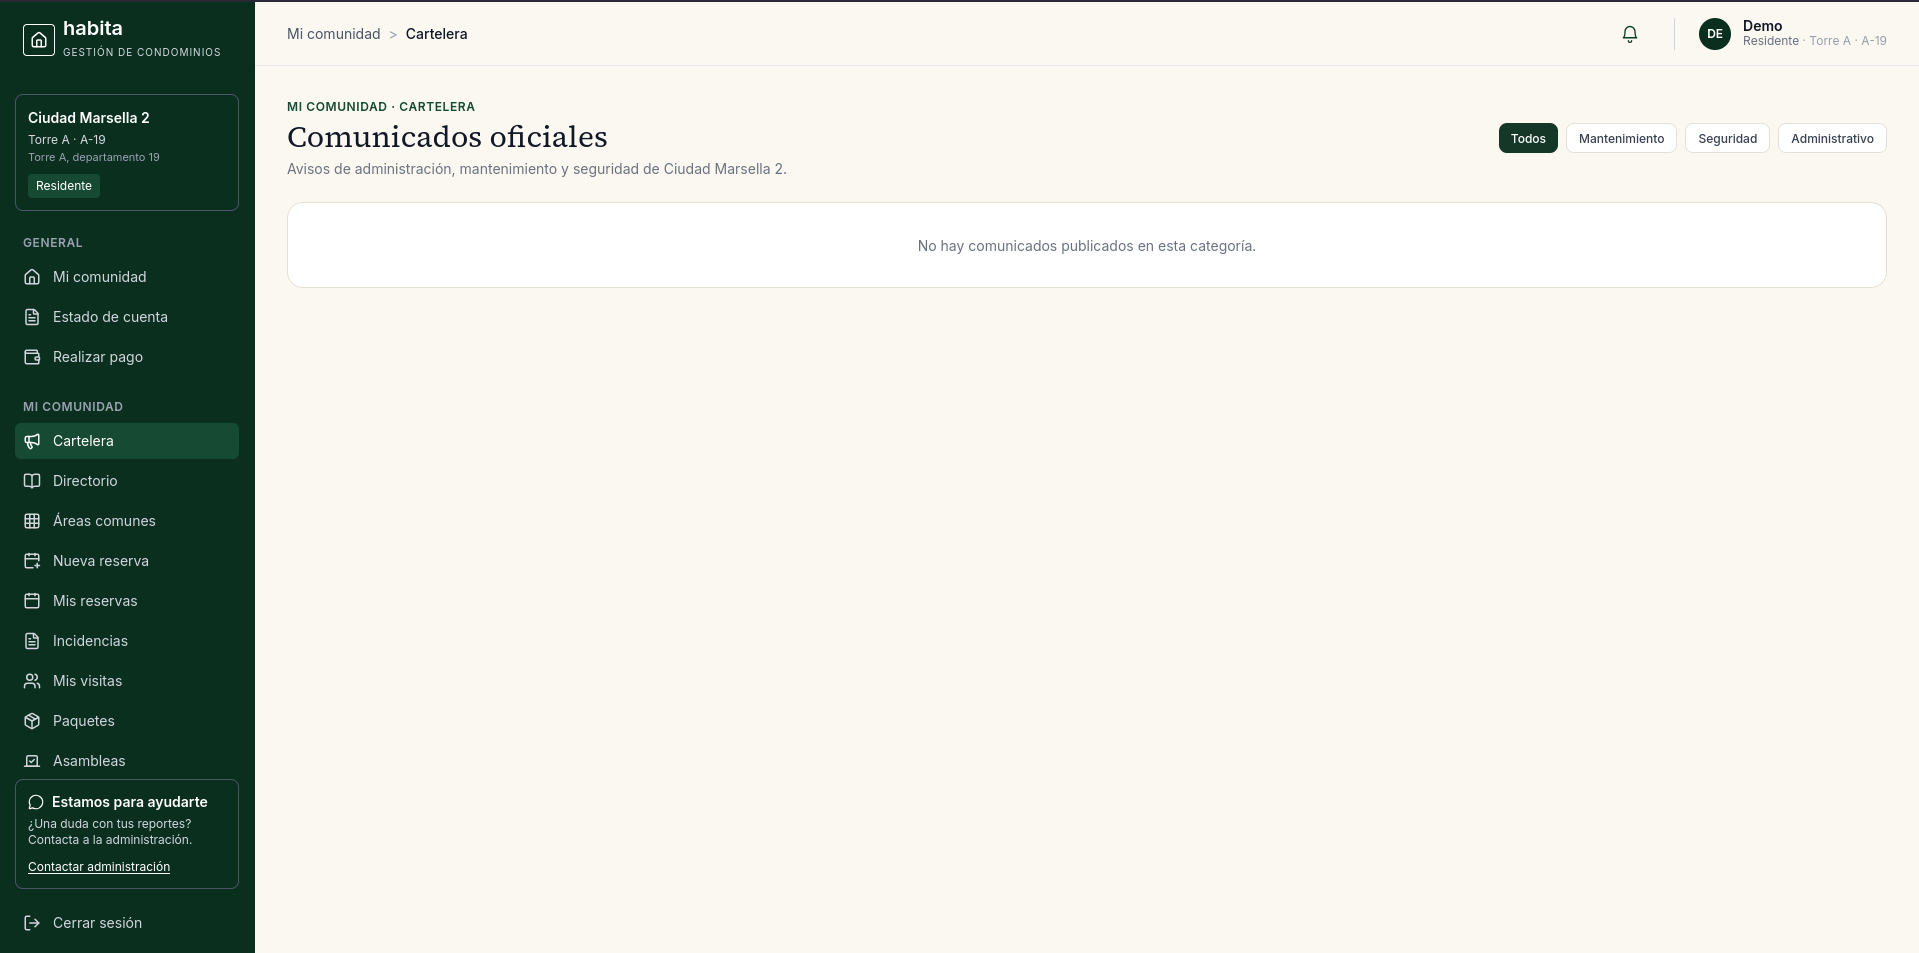 habita
GESTIÓN DE CONDOMINIOS
Ciudad Marsella 2
Torre A · A-19
Torre A, departamento 19
Residente
GENERAL
Mi comunidad
Estado de cuenta
Realizar pago
MI COMUNIDAD
Cartelera
Directorio
Áreas comunes
Nueva reserva
Mis reservas
Incidencias
Mis visitas
Paquetes
Asambleas
Estamos para ayudarte
¿Una duda con tus reportes?
Contacta a la administración.
Contactar administración
Cerrar sesión
Mi comunidad > Cartelera
DE
Demo
Residente · Torre A · A-19
MI COMUNIDAD · CARTELERA
Comunicados oficiales
Avisos de administración, mantenimiento y seguridad de Ciudad Marsella 2.
Todos Mantenimiento Seguridad Administrativo
No hay comunicados publicados en esta categoría.